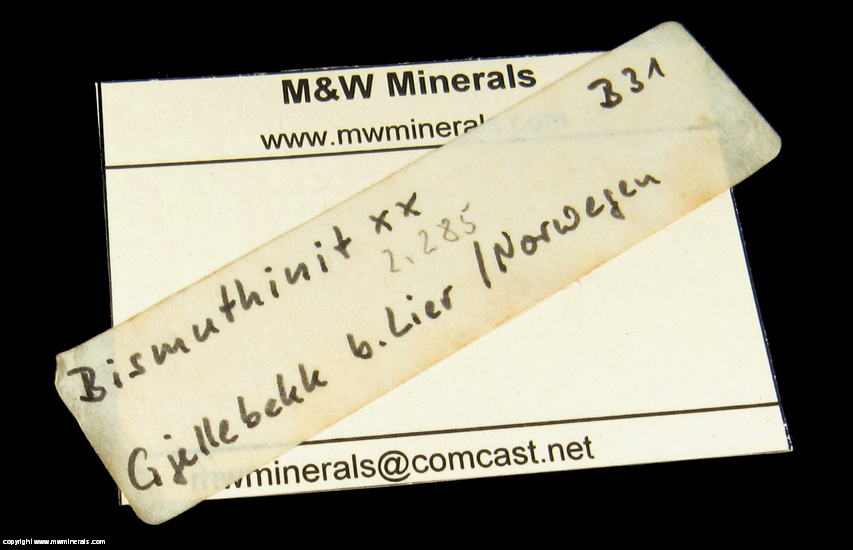 M&W Minerals
www.mwminerals.com
B31
Bismuthinit xx
2.285
Gjellebekk b. Lier / Norwegen
mwminerals@comcast.net
copyright www.mwminerals.com